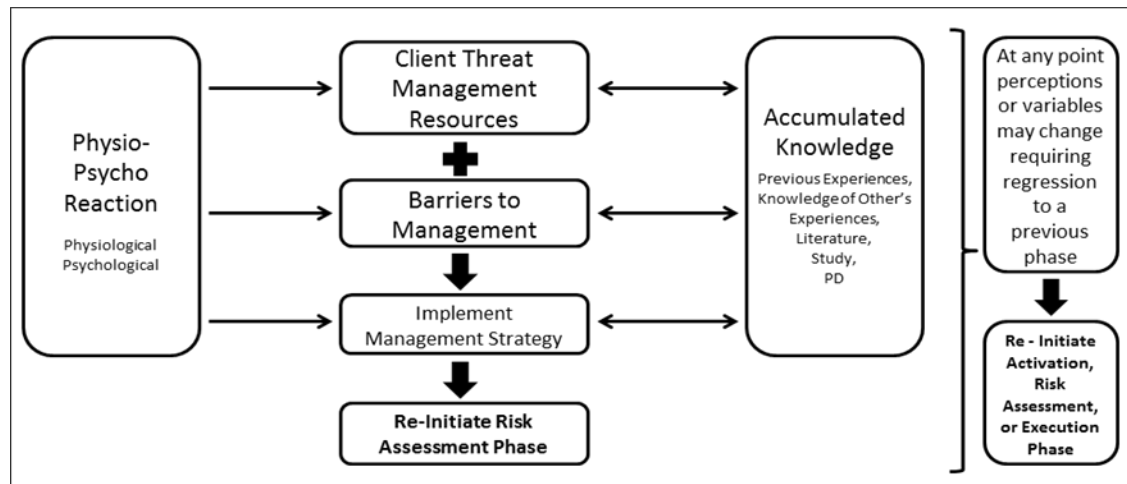 Physio-
Psycho
Reaction
Physiological
Psychological
Client Threat
Management
Resources
Barriers to
Management
Implement
Management Strategy
Re-Initiate Risk
Assessment Phase
Accumulated
Knowledge
Previous Experiences,
Knowledge of Other's
Experiences,
Literature,
Study,
PD
At any point
perceptions
or variables
may change
requiring
regression
to a
previous
phase
Re - Initiate
Activation,
Risk
Assessment,
or Execution
Phase